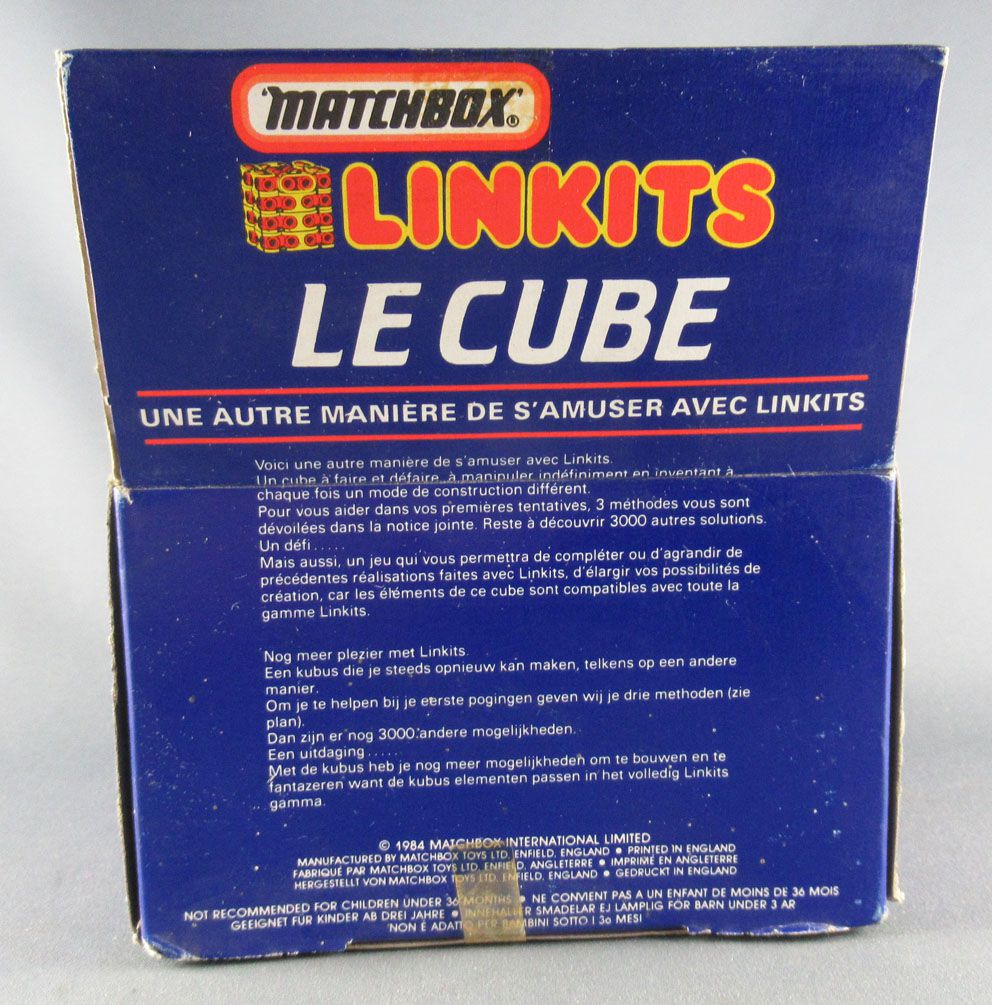 "MATCHBOX"®
LINKITS
LE CUBE
UNE AUTRE MANIÈRE DE S'AMUSER AVEC LINKITS
Voici une autre manière de s'amuser avec Linkits.
Un cube à faire et défaire, à manipuler indéfiniment en inventant à
chaque fois un mode de construction différent.
Pour vous aider dans vos premières tentatives, 3 méthodes vous sont
dévoilées dans la notice jointe. Reste à découvrir 3000 autres solutions.
Un défi.....
Mais aussi, un jeu qui vous permettra de compléter ou d'agrandir de
précédentes réalisations faites avec Linkits, d'élargir vos possibilités de
création, car les éléments de ce cube sont compatibles avec toute la
gamme Linkits.
Nog meer plezier met Linkits.
Een kubus die je steeds opnieuw kan maken, telkens op een andere
manier.
Om je te helpen bij je eerste pogingen geven wij je drie methoden (zie
plan).
Dan zijn er nog 3000 andere mogelijkheden.
Een uitdaging.....
Met de kubus heb je nog meer mogelijkheden om te bouwen en te
fantazeren want de kubus elementen passen in het volledig Linkits
gamma.
© 1984 MATCHBOX INTERNATIONAL LIMITED
MANUFACTURED BY MATCHBOX TOYS LTD, ENFIELD, ENGLAND • PRINTED IN ENGLAND
FABRIQUÉ PAR MATCHBOX TOYS LTD, ENFIELD, ANGLETERRE • IMPRIMÉ EN ANGLETERRE
HERGESTELLT VON MATCHBOX TOYS LTD, ENFIELD, ENGLAND • GEDRUCKT IN ENGLAND
NOT RECOMMENDED FOR CHILDREN UNDER 36 MONTHS • NE CONVIENT PAS A UN ENFANT DE MOINS DE 36 MOIS
GEEIGNET FUR KINDER AB DREI JAHRE • INNEHALLER SMADELAR EJ LAMPLIG FOR BARN UNDER 3 AR
NON È ADATTO PER BAMBINI SOTTO I 36 MESI